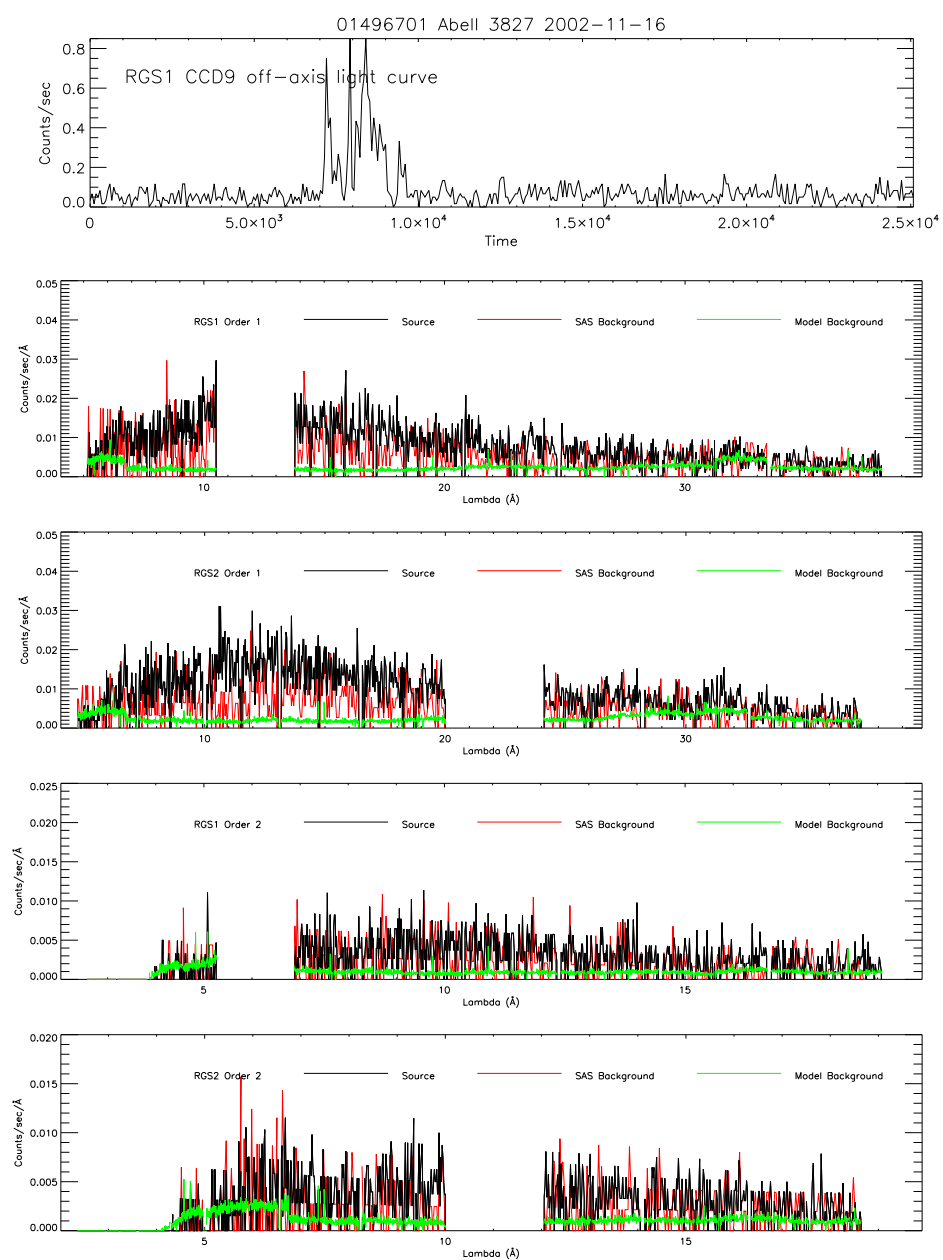 01496701 Abell 3827 2002-11-16
RGS1 CCD9 off-axis light curve
Counts/sec
0.8
0.6
0.4
0.2
0.0
0 5.0×10³ 1.0×10⁴ 1.5×10⁴ 2.0×10⁴ 2.5×10⁴
Time
RGS1 Order 1 Source SAS Background Model Background
Counts/sec/Å
0.05
0.04
0.03
0.02
0.01
0.00
10 20 30
Lambda (Å)
RGS2 Order 1 Source SAS Background Model Background
Counts/sec/Å
0.05
0.04
0.03
0.02
0.01
0.00
10 20 30
Lambda (Å)
RGS1 Order 2 Source SAS Background Model Background
Counts/sec/Å
0.025
0.020
0.015
0.010
0.005
0.000
5 10 15
Lambda (Å)
RGS2 Order 2 Source SAS Background Model Background
Counts/sec/Å
0.020
0.015
0.010
0.005
0.000
5 10 15
Lambda (Å)